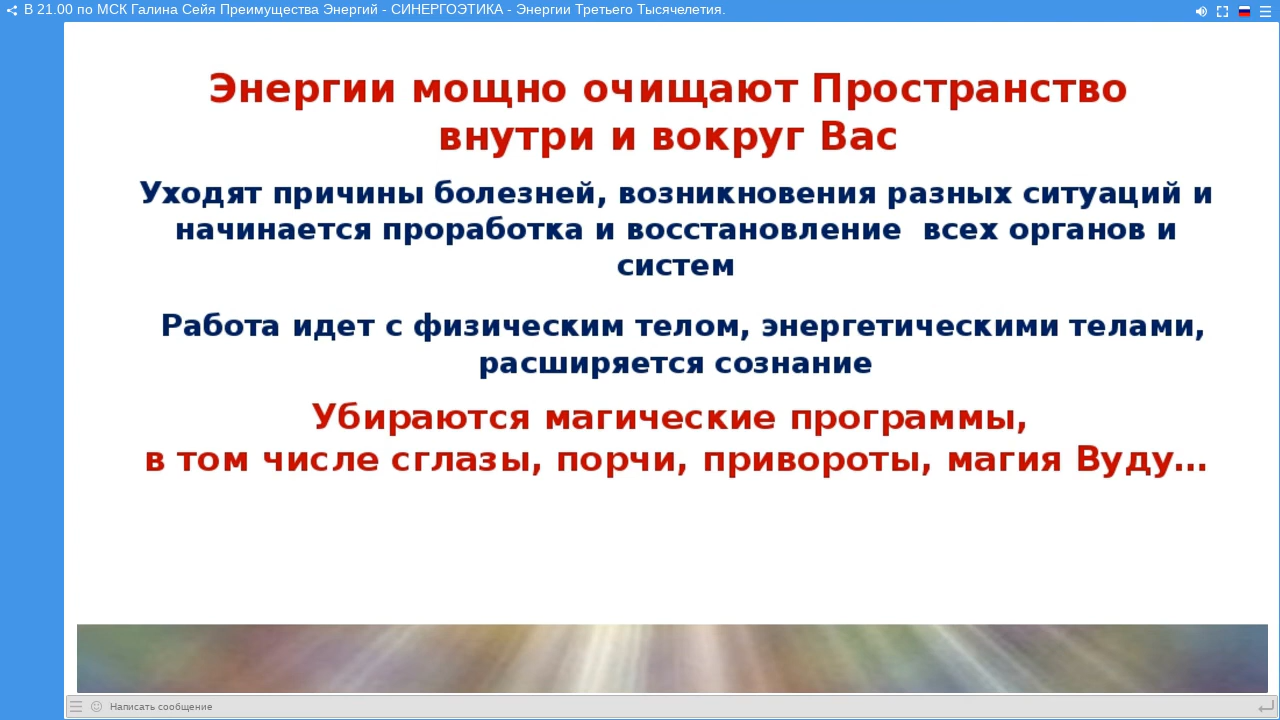 В 21.00 по МСК Галина Сейя Преимущества Энергий - СИНЕРГОЭТИКА - Энергии Третьего Тысячелетия.
Энергии мощно очищают Пространство
внутри и вокруг Вас
Уходят причины болезней, возникновения разных ситуаций и
начинается проработка и восстановление всех органов и
систем
Работа идет с физическим телом, энергетическими телами,
расширяется сознание
Убираются магические программы,
в том числе сглазы, порчи, привороты, магия Вуду...
Написать сообщение